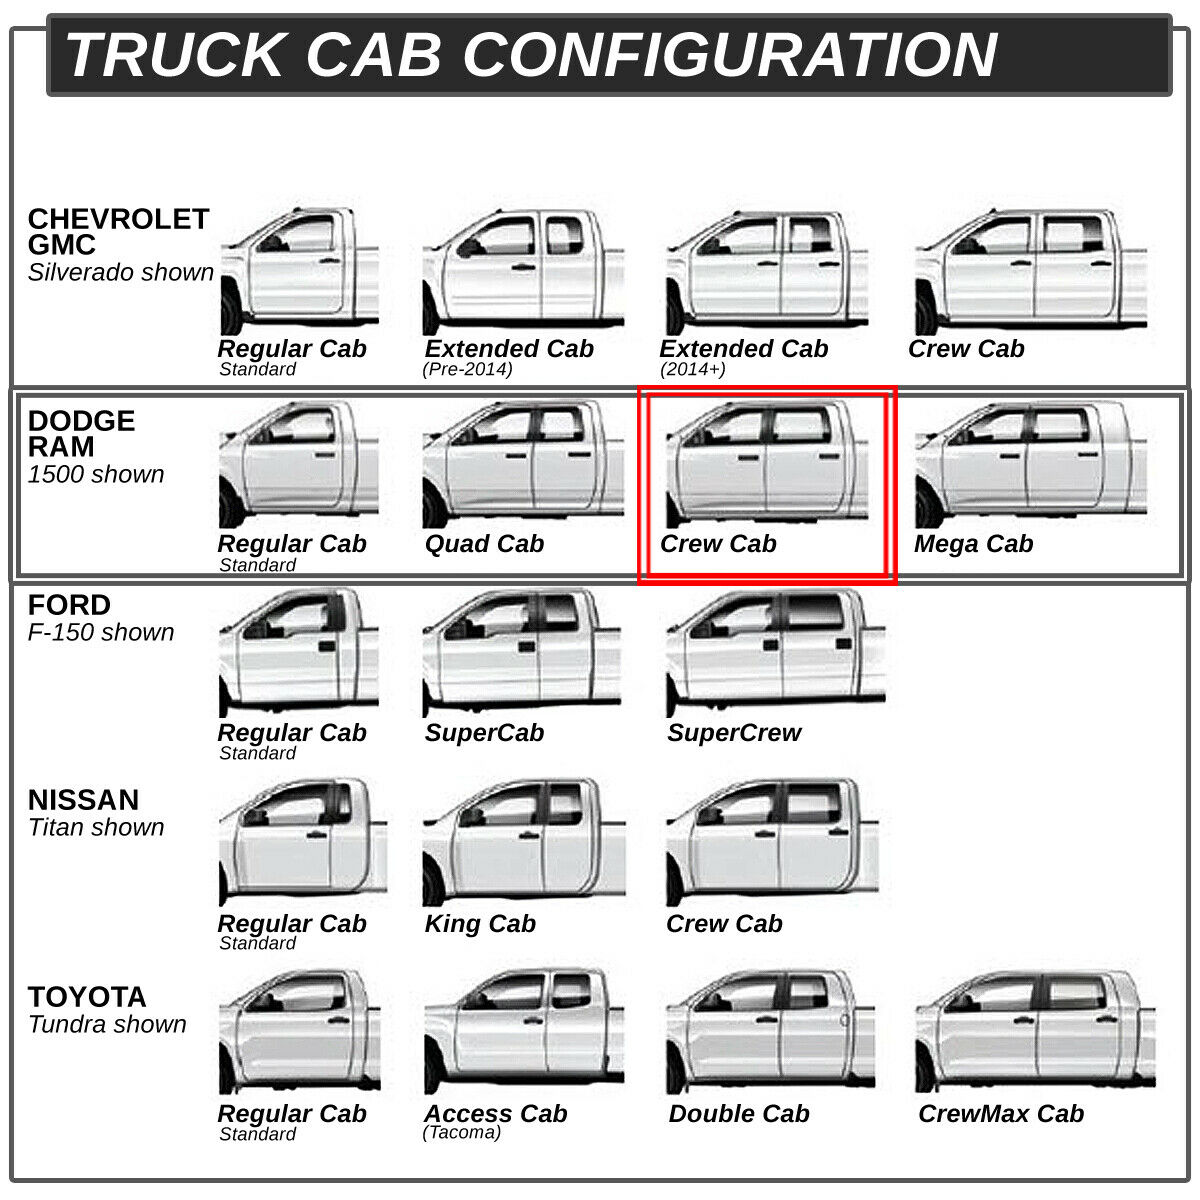 TRUCK CAB CONFIGURATION
CHEVROLET
GMC
Silverado shown
Regular Cab
Standard
Extended Cab
(Pre-2014)
Extended Cab
(2014+)
Crew Cab
DODGE
RAM
1500 shown
Regular Cab
Standard
Quad Cab
Crew Cab
Mega Cab
FORD
F-150 shown
Regular Cab
Standard
SuperCab
SuperCrew
NISSAN
Titan shown
Regular Cab
Standard
King Cab
Crew Cab
TOYOTA
Tundra shown
Regular Cab
Standard
Access Cab
(Tacoma)
Double Cab
CrewMax Cab